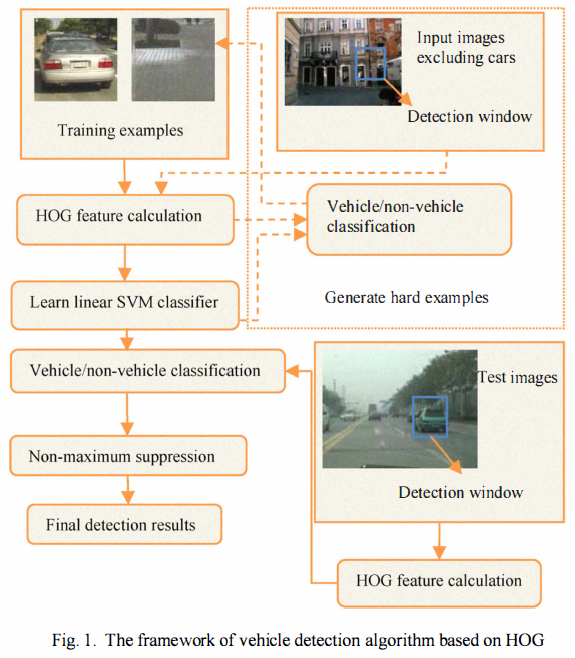 Training examples
Input images
excluding cars
Detection window
HOG feature calculation
Vehicle/non-vehicle
classification
Generate hard examples
Learn linear SVM classifier
Vehicle/non-vehicle classification
Test images
Detection window
Non-maximum suppression
Final detection results
HOG feature calculation
Fig. 1. The framework of vehicle detection algorithm based on HOG